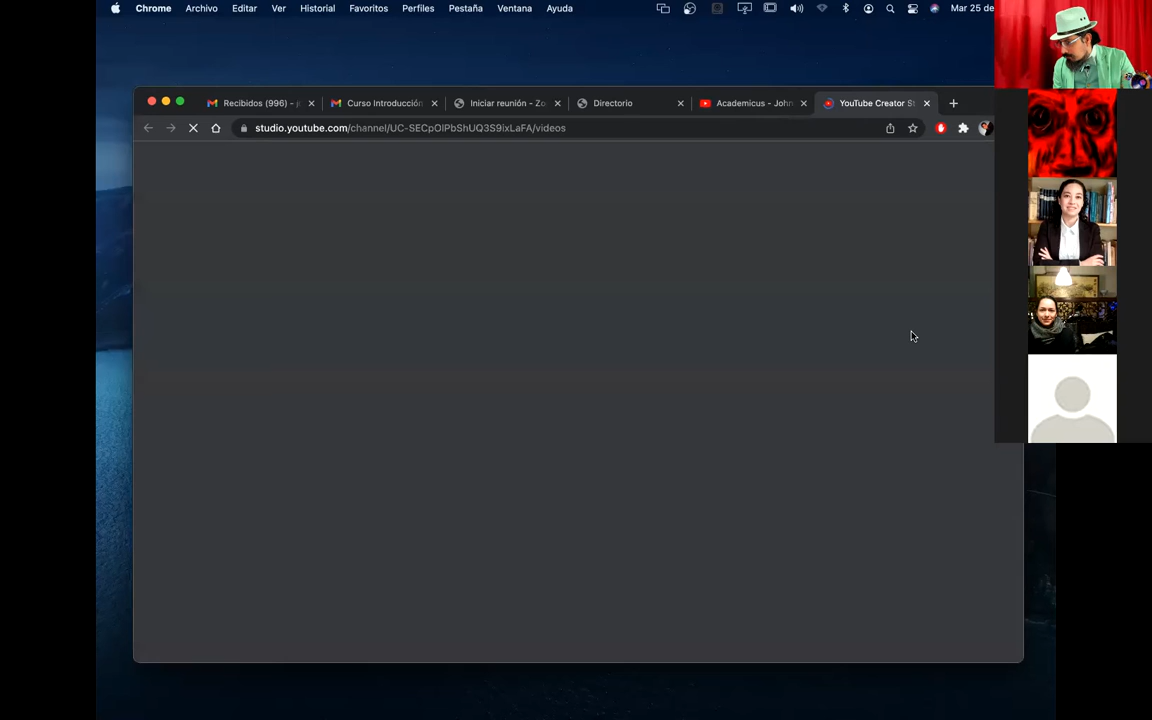 Chrome Archivo Editar Ver Historial Favoritos Perfiles Pestaña Ventana Ayuda Mar 25 de
Recibidos (996) - Curso Introducción Iniciar reunión - Zo Directorio Academicus - John YouTube Creator St
studio.youtube.com/channel/UC-SECpOIPbShUQ3S9ixLaFA/videos